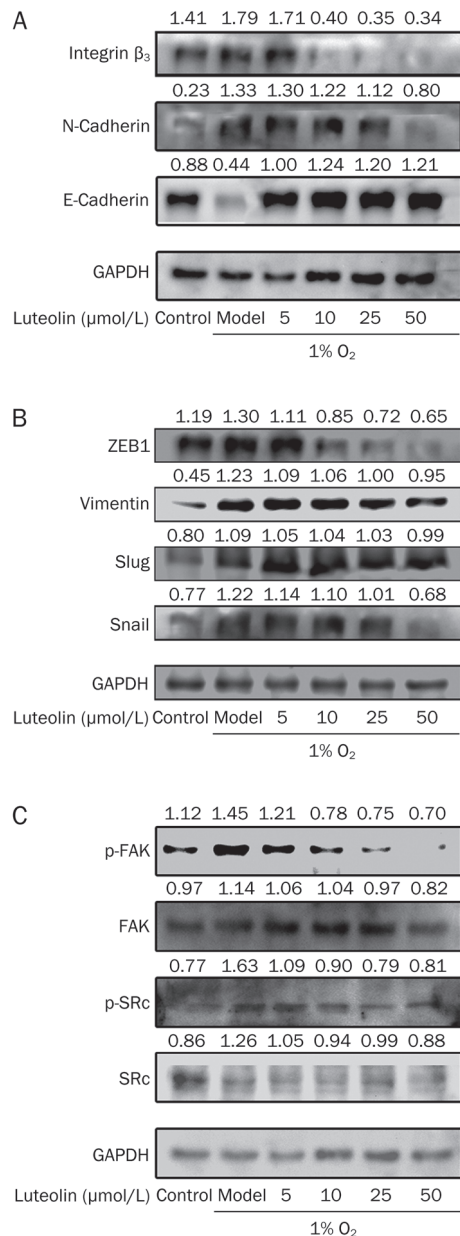 A
1.41 1.79 1.71 0.40 0.35 0.34
Integrin β₃
0.23 1.33 1.30 1.22 1.12 0.80
N-Cadherin
0.88 0.44 1.00 1.24 1.20 1.21
E-Cadherin
GAPDH
Luteolin (μmol/L) Control Model 5 10 25 50
1% O₂
B
1.19 1.30 1.11 0.85 0.72 0.65
ZEB1
0.45 1.23 1.09 1.06 1.00 0.95
Vimentin
0.80 1.09 1.05 1.04 1.03 0.99
Slug
0.77 1.22 1.14 1.10 1.01 0.68
Snail
GAPDH
Luteolin (μmol/L) Control Model 5 10 25 50
1% O₂
C
1.12 1.45 1.21 0.78 0.75 0.70
p-FAK
0.97 1.14 1.06 1.04 0.97 0.82
FAK
0.77 1.63 1.09 0.90 0.79 0.81
p-SRc
0.86 1.26 1.05 0.94 0.99 0.88
SRc
GAPDH
Luteolin (μmol/L) Control Model 5 10 25 50
1% O₂